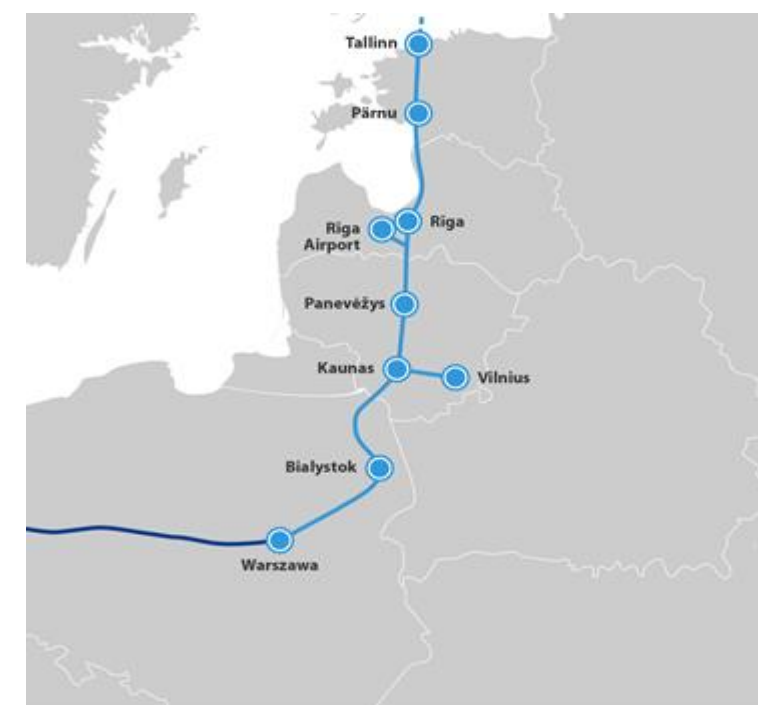 Tallinn
Pärnu
Riga
Riga
Airport
Panevėžys
Kaunas
Vilnius
Bialystok
Warszawa